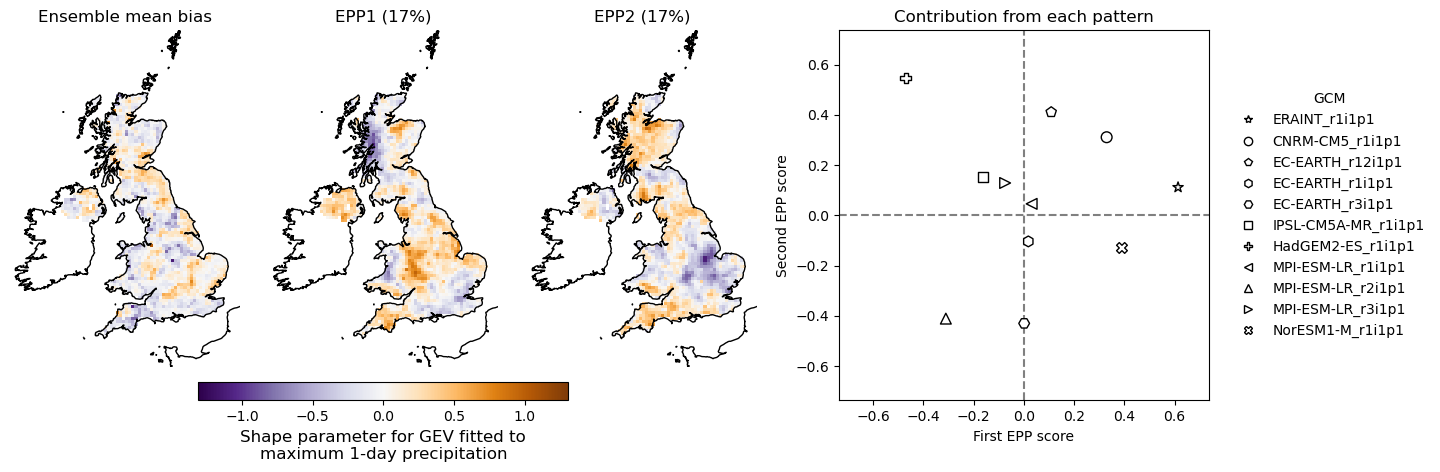 Ensemble mean bias
EPP1 (17%)
EPP2 (17%)
−1.0 −0.5 0.0 0.5 1.0
Shape parameter for GEV fitted to
maximum 1-day precipitation
Contribution from each pattern
Second EPP score
0.6
0.4
0.2
0.0
−0.2
−0.4
−0.6
−0.6 −0.4 −0.2 0.0 0.2 0.4 0.6
First EPP score
GCM
ERAINT_r1i1p1
CNRM-CM5_r1i1p1
EC-EARTH_r12i1p1
EC-EARTH_r1i1p1
EC-EARTH_r3i1p1
IPSL-CM5A-MR_r1i1p1
HadGEM2-ES_r1i1p1
MPI-ESM-LR_r1i1p1
MPI-ESM-LR_r2i1p1
MPI-ESM-LR_r3i1p1
NorESM1-M_r1i1p1